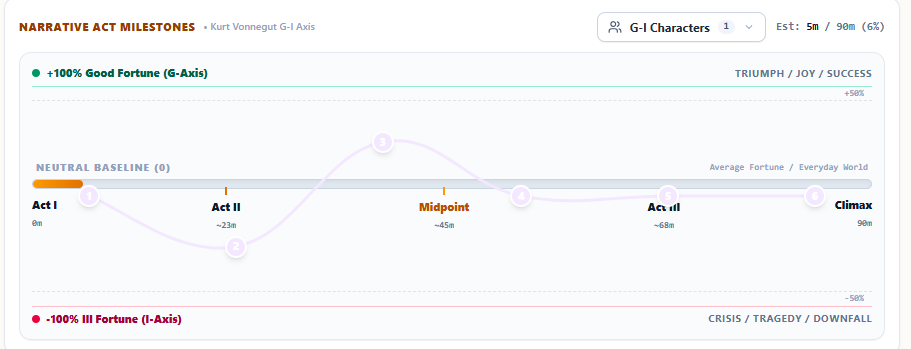 NARRATIVE ACT MILESTONES • Kurt Vonnegut G-I Axis G-I Characters 1 Est: 5m / 90m (6%)
+100% Good Fortune (G-Axis) TRIUMPH / JOY / SUCCESS
+50%
3
NEUTRAL BASELINE (0) Average Fortune / Everyday World
1 4 5 6
Act I Act II Midpoint Act III Climax
0m ~23m ~45m ~68m 90m
2
-50%
-100% Ill Fortune (I-Axis) CRISIS / TRAGEDY / DOWNFALL